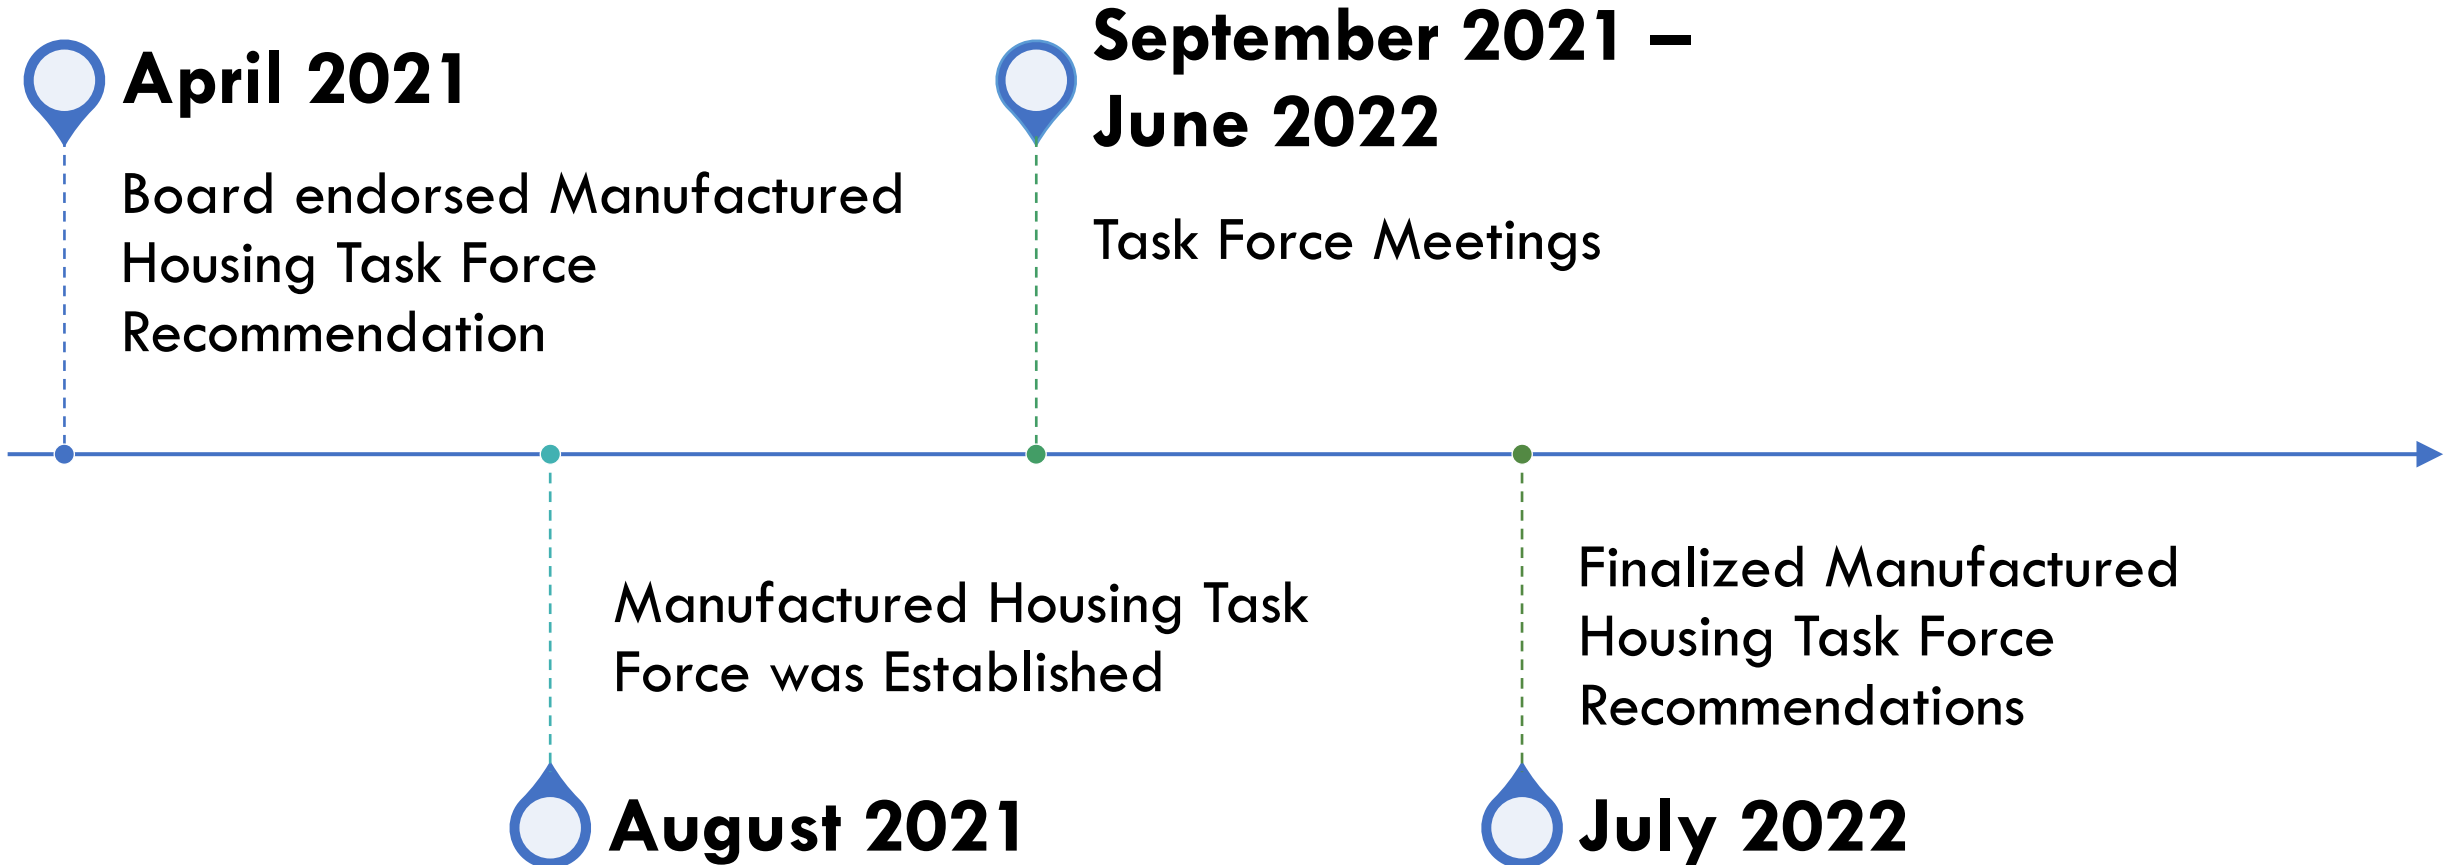 April 2021
Board endorsed Manufactured
Housing Task Force
Recommendation
Manufactured Housing Task
Force was Established
August 2021
September 2021 –
June 2022
Task Force Meetings
Finalized Manufactured
Housing Task Force
Recommendations
July 2022